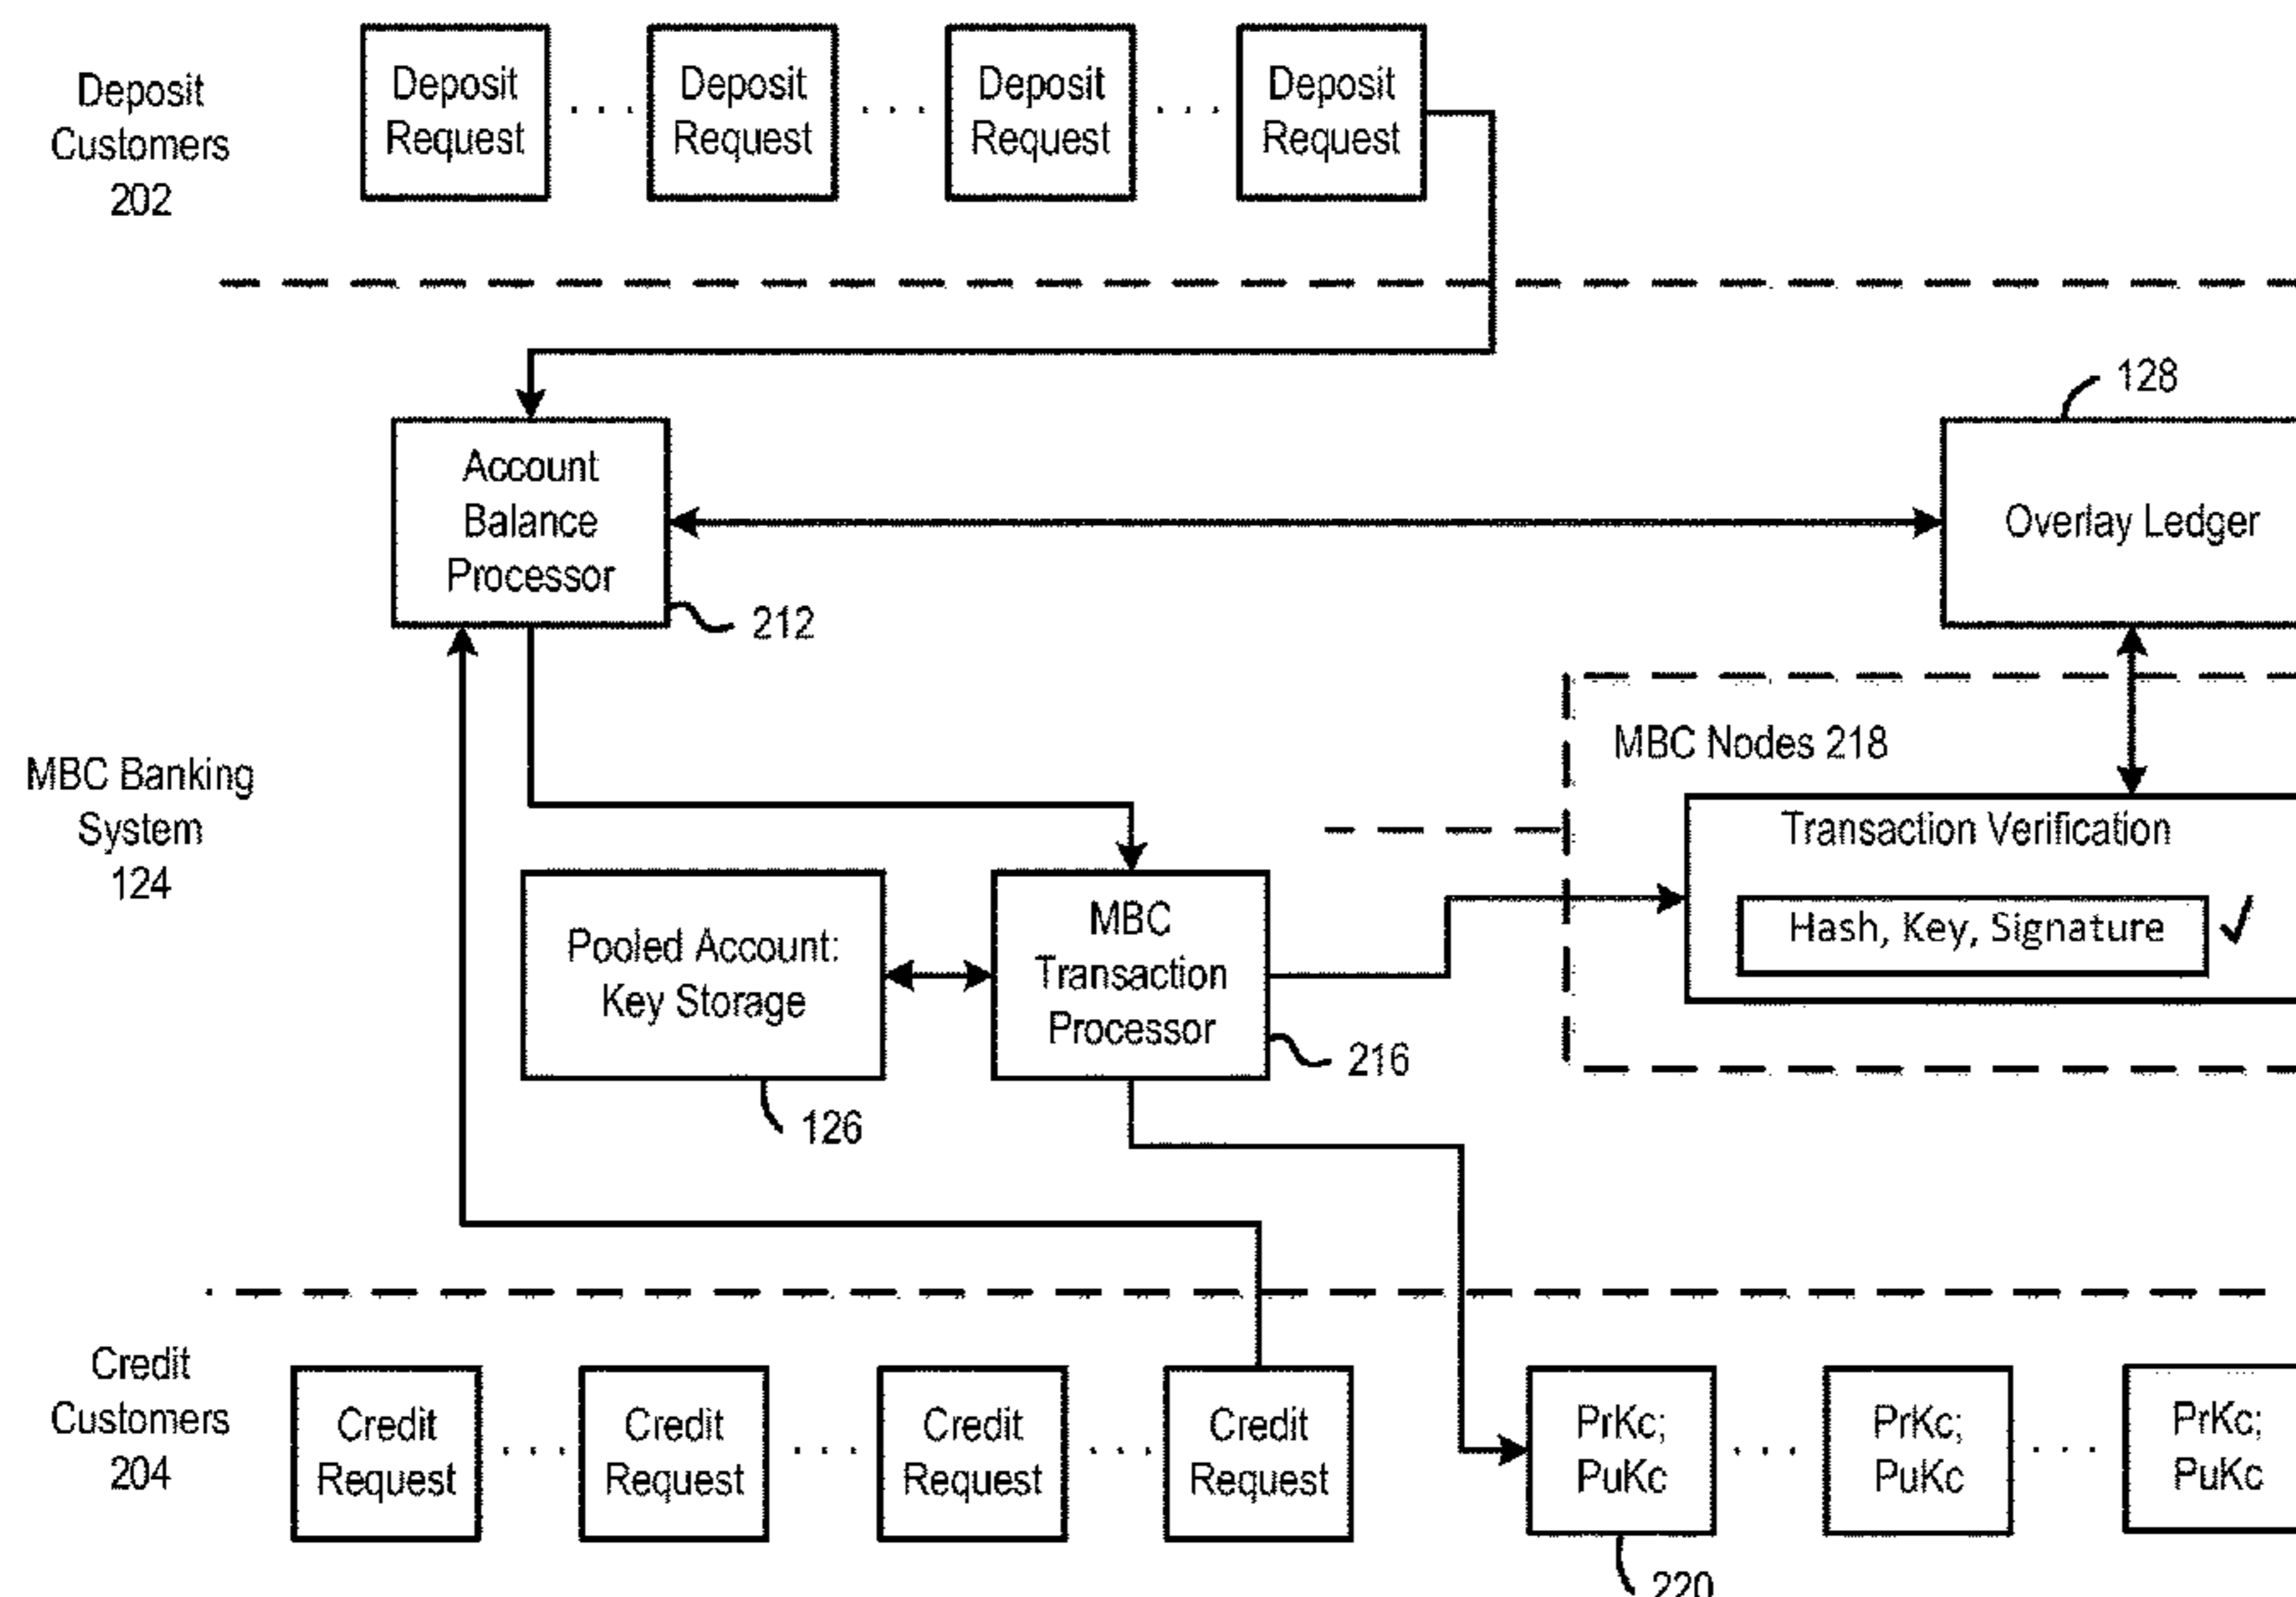 Deposit
Customers
202
Deposit
Request
. . .
Deposit
Request
. . .
Deposit
Request
. . .
Deposit
Request
128
Account
Balance
Processor
212
Overlay Ledger
MBC Banking
System
124
MBC Nodes 218
Transaction Verification
Hash, Key, Signature ✓
Pooled Account:
Key Storage
126
MBC
Transaction
Processor
216
Credit
Customers
204
Credit
Request
. . .
Credit
Request
. . .
Credit
Request
. . .
Credit
Request
PrKc;
PuKc
. . .
PrKc;
PuKc
. . .
PrKc;
PuKc
220